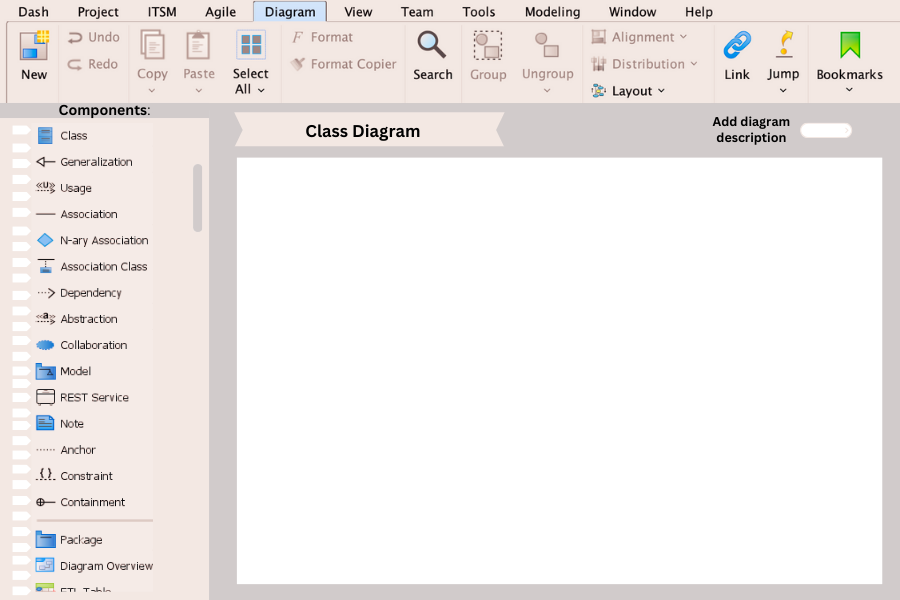 Dash Project ITSM Agile Diagram View Team Tools Modeling Window Help
New
Undo
Redo
Copy
Paste
Select
All
F Format
Format Copier
Search
Group
Ungroup
Alignment
Distribution
Layout
Link
Jump
Bookmarks
Components:
Class
Generalization
«U» Usage
Association
N-ary Association
Association Class
Dependency
«a» Abstraction
Collaboration
Model
REST Service
Note
Anchor
{ } Constraint
Containment
Package
Diagram Overview
ETL Table
Class Diagram
Add diagram
description